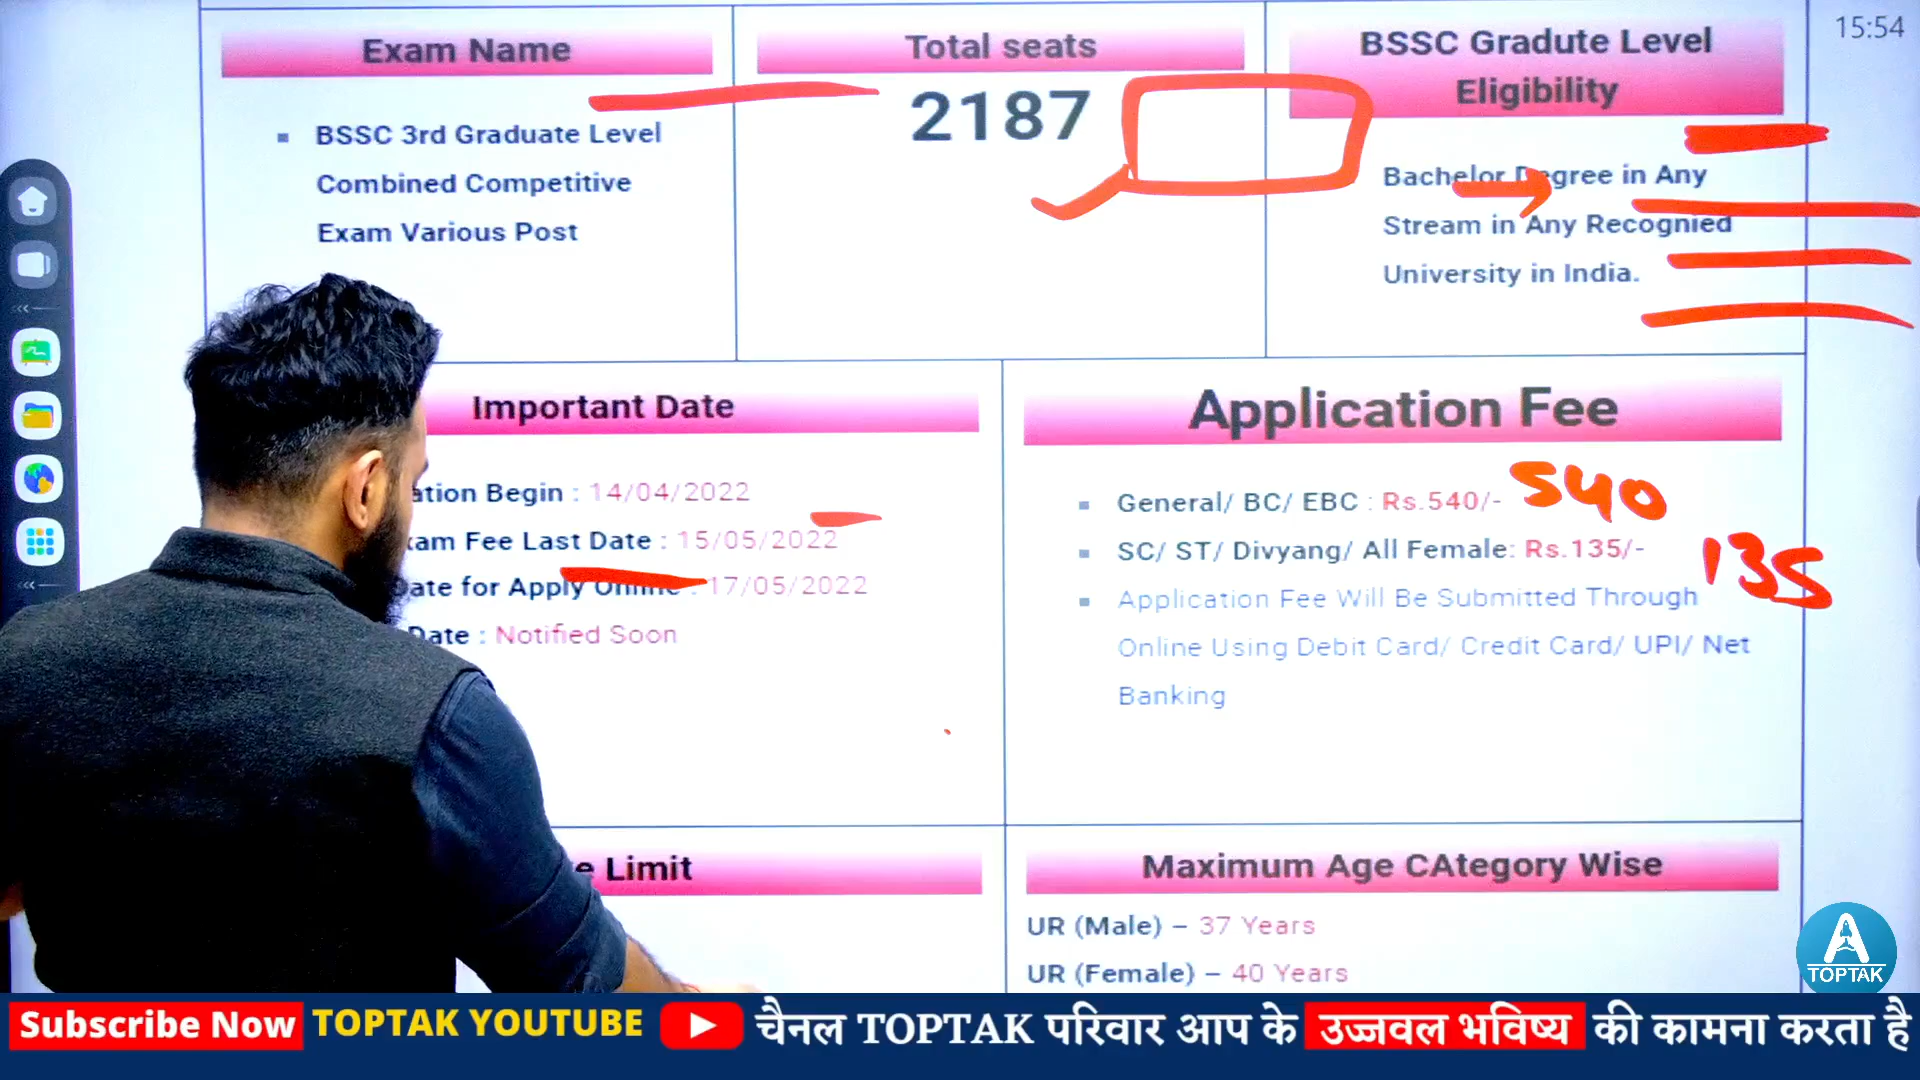 15:54
Exam Name
BSSC 3rd Graduate Level
Combined Competitive
Exam Various Post
Total seats
2187
BSSC Gradute Level
Eligibility
Bachelor Degree in Any
Stream in Any Recognied
University in India.
Important Date
Begin : 14/04/2022
Fee Last Date : 15/05/2022
for Apply Online : 17/05/2022
Date : Notified Soon
Application Fee
General/ BC/ EBC : Rs.540/- 540
SC/ ST/ Divyang/ All Female: Rs.135/- 135
Application Fee Will Be Submitted Through
Online Using Debit Card/ Credit Card/ UPI/ Net
Banking
Limit
Maximum Age CAtegory Wise
UR (Male) – 37 Years
UR (Female) – 40 Years
A
TOPTAK
Subscribe Now TOPTAK YOUTUBE चैनल TOPTAK परिवार आप के उज्जवल भविष्य की कामना करता है